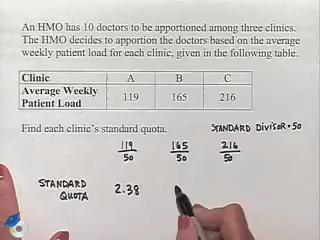 An HMO has 10 doctors to be apportioned among three clinics.
The HMO decides to apportion the doctors based on the average
weekly patient load for each clinic, given in the following table.
Clinic A B C
Average Weekly
Patient Load 119 165 216
Find each clinic's standard quota. STANDARD DIVISOR = 50
119 165 216
50 50 50
STANDARD
QUOTA 2.38